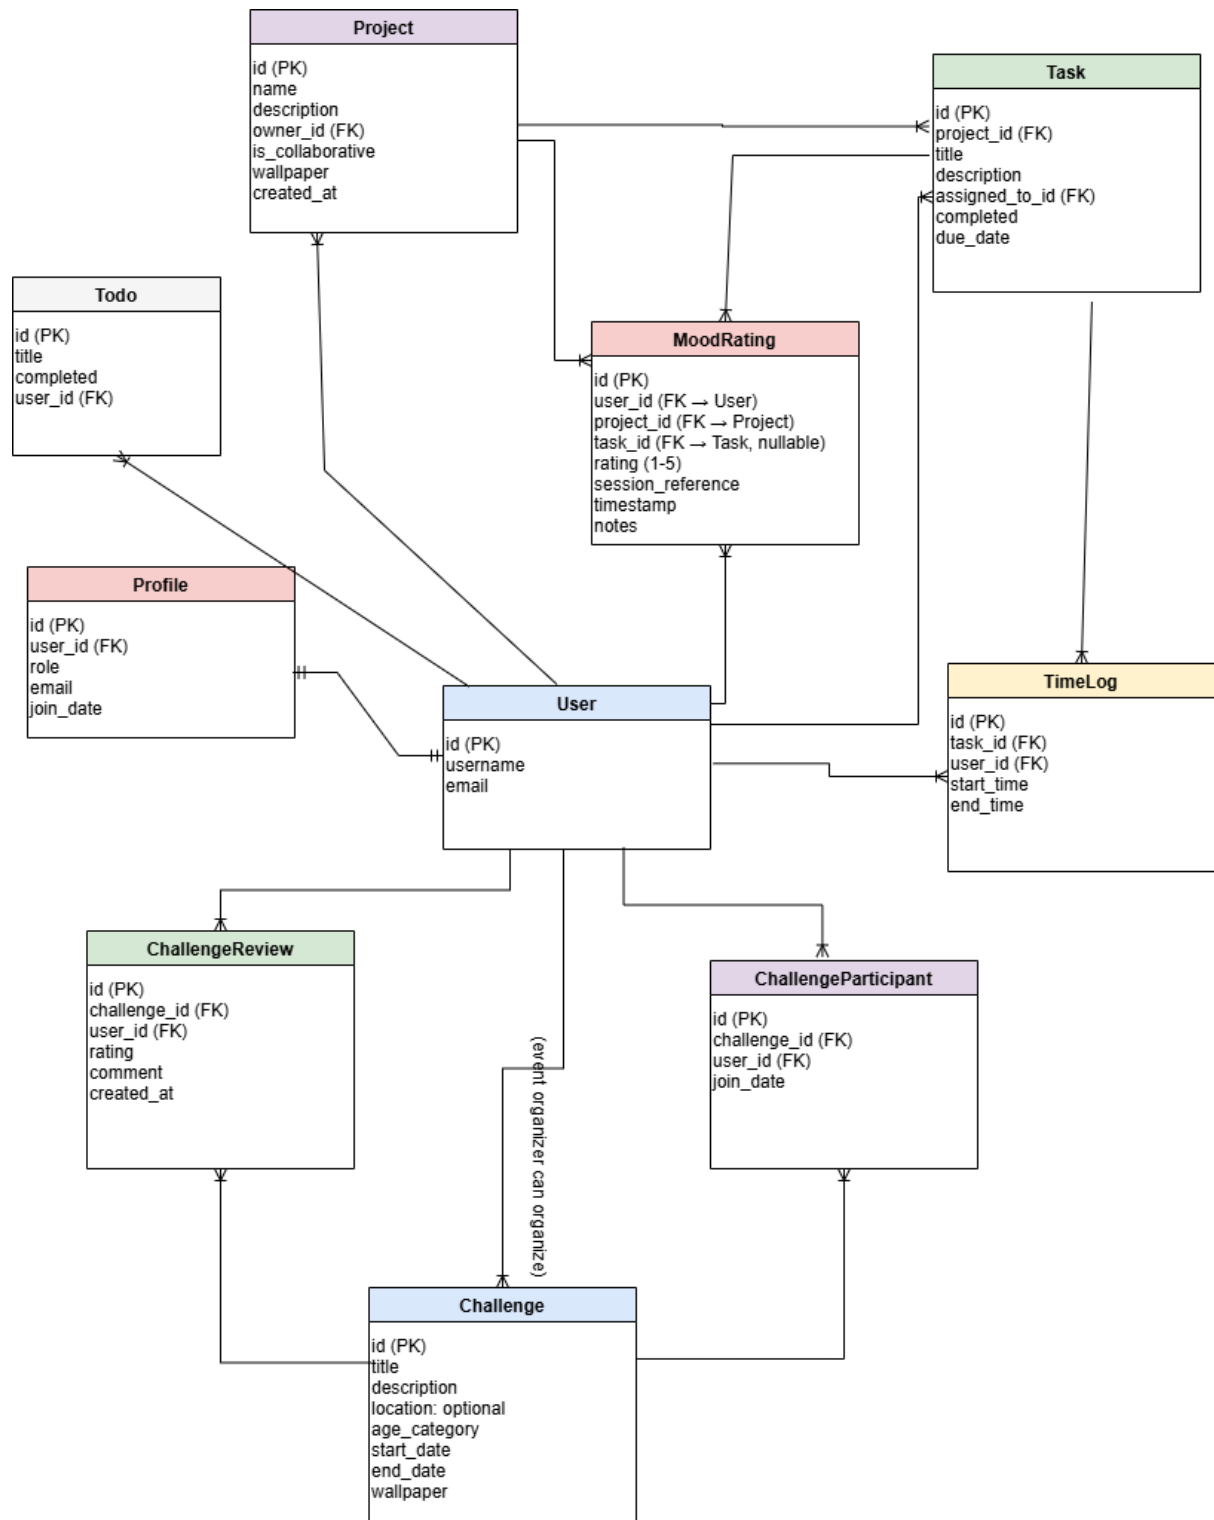 Project
id (PK)
name
description
owner_id (FK)
is_collaborative
wallpaper
created_at
Task
id (PK)
project_id (FK)
title
description
assigned_to_id (FK)
completed
due_date
Todo
id (PK)
title
completed
user_id (FK)
MoodRating
id (PK)
user_id (FK → User)
project_id (FK → Project)
task_id (FK → Task, nullable)
rating (1-5)
session_reference
timestamp
notes
Profile
id (PK)
user_id (FK)
role
email
join_date
User
id (PK)
username
email
TimeLog
id (PK)
task_id (FK)
user_id (FK)
start_time
end_time
ChallengeReview
id (PK)
challenge_id (FK)
user_id (FK)
rating
comment
created_at
(event organizer can organize)
ChallengeParticipant
id (PK)
challenge_id (FK)
user_id (FK)
join_date
Challenge
id (PK)
title
description
location: optional
age_category
start_date
end_date
wallpaper